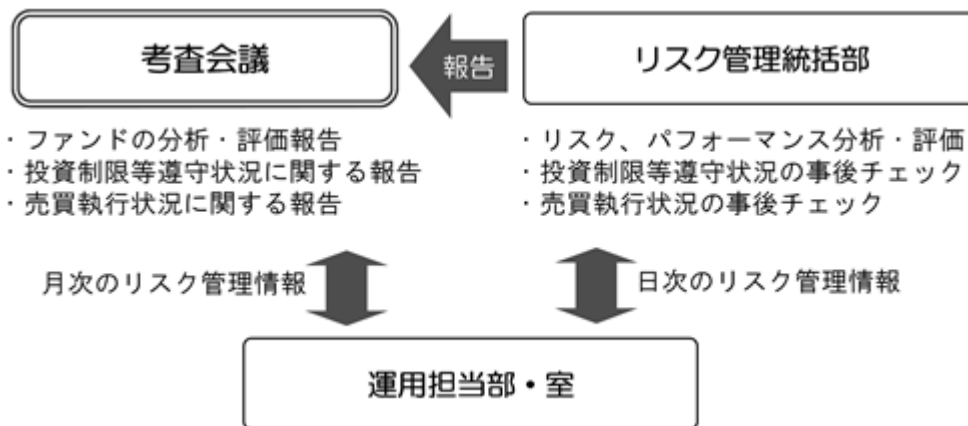 考査会議
報告
リスク管理統括部
・ファンドの分析・評価報告
・投資制限等遵守状況に関する報告
・売買執行状況に関する報告
・リスク、パフォーマンス分析・評価
・投資制限等遵守状況の事後チェック
・売買執行状況の事後チェック
月次のリスク管理情報
日次のリスク管理情報
運用担当部・室